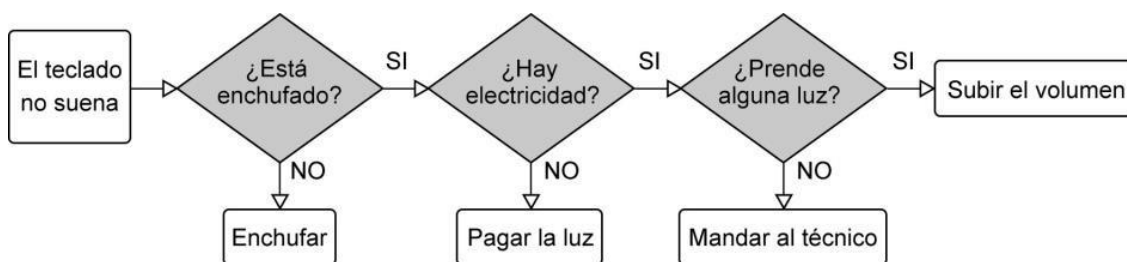 El teclado
no suena
¿Está
enchufado?
SI
NO
Enchufar
¿Hay
electricidad?
SI
NO
Pagar la luz
¿Prende
alguna luz?
SI
NO
Mandar al técnico
Subir el volumen